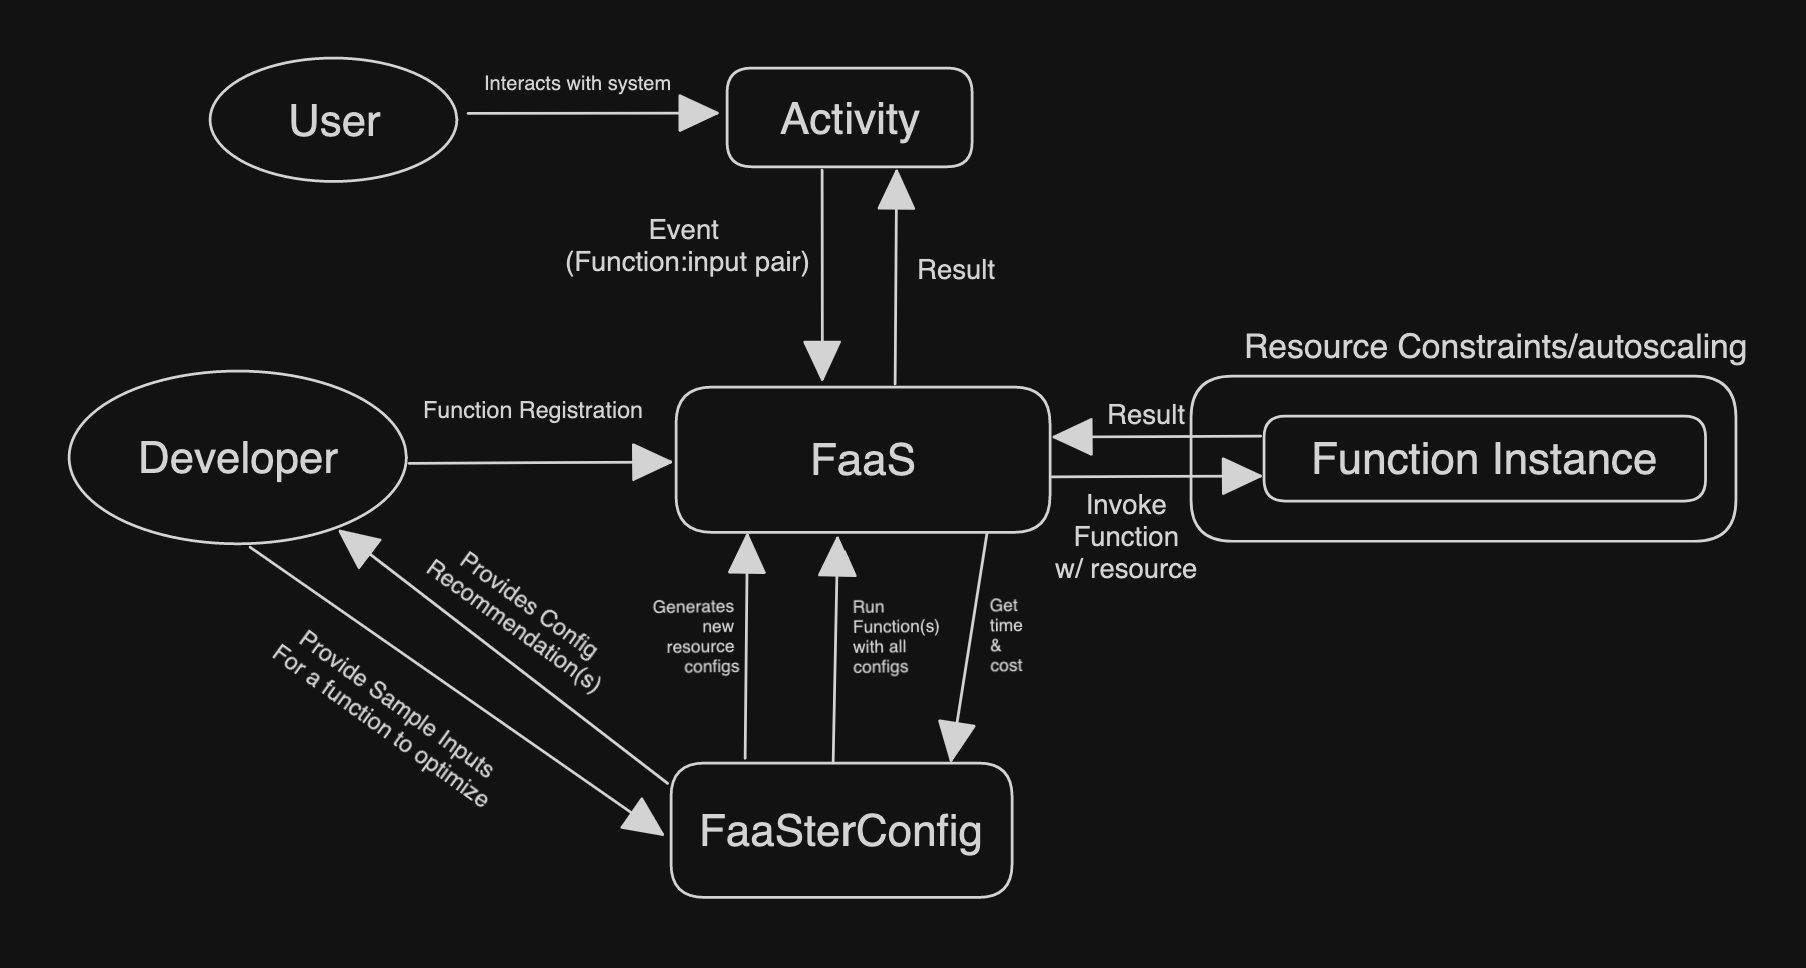 User
Interacts with system
Activity
Event
(Function:input pair)
Result
Resource Constraints/autoscaling
Developer
Function Registration
FaaS
Result
Function Instance
Invoke
Function
w/ resource
Provides Config
Recommendation(s)
Provide Sample Inputs
For a function to optimize
Generates
new
resource
configs
Run
Function(s)
with all
configs
Get
time
&
cost
FaaSterConfig